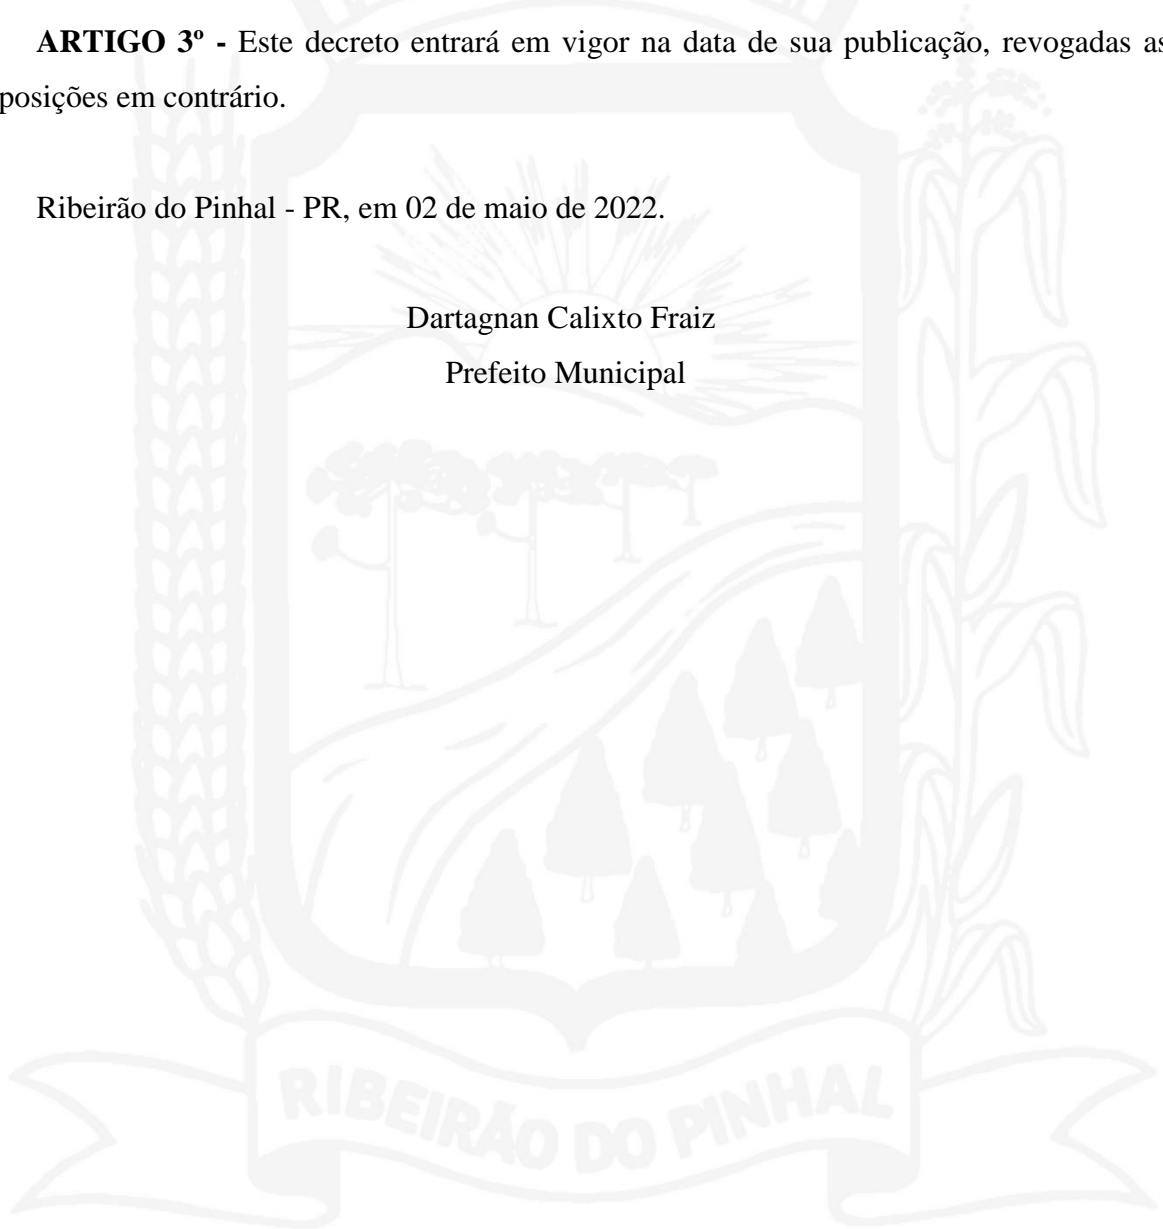 ARTIGO 3º - Este decreto entrará em vigor na data de sua publicação, revogadas as
posições em contrário.
Ribeirão do Pinhal - PR, em 02 de maio de 2022.
Dartagnan Calixto Fraiz
Prefeito Municipal
RIBEIRÃO DO PINHAL